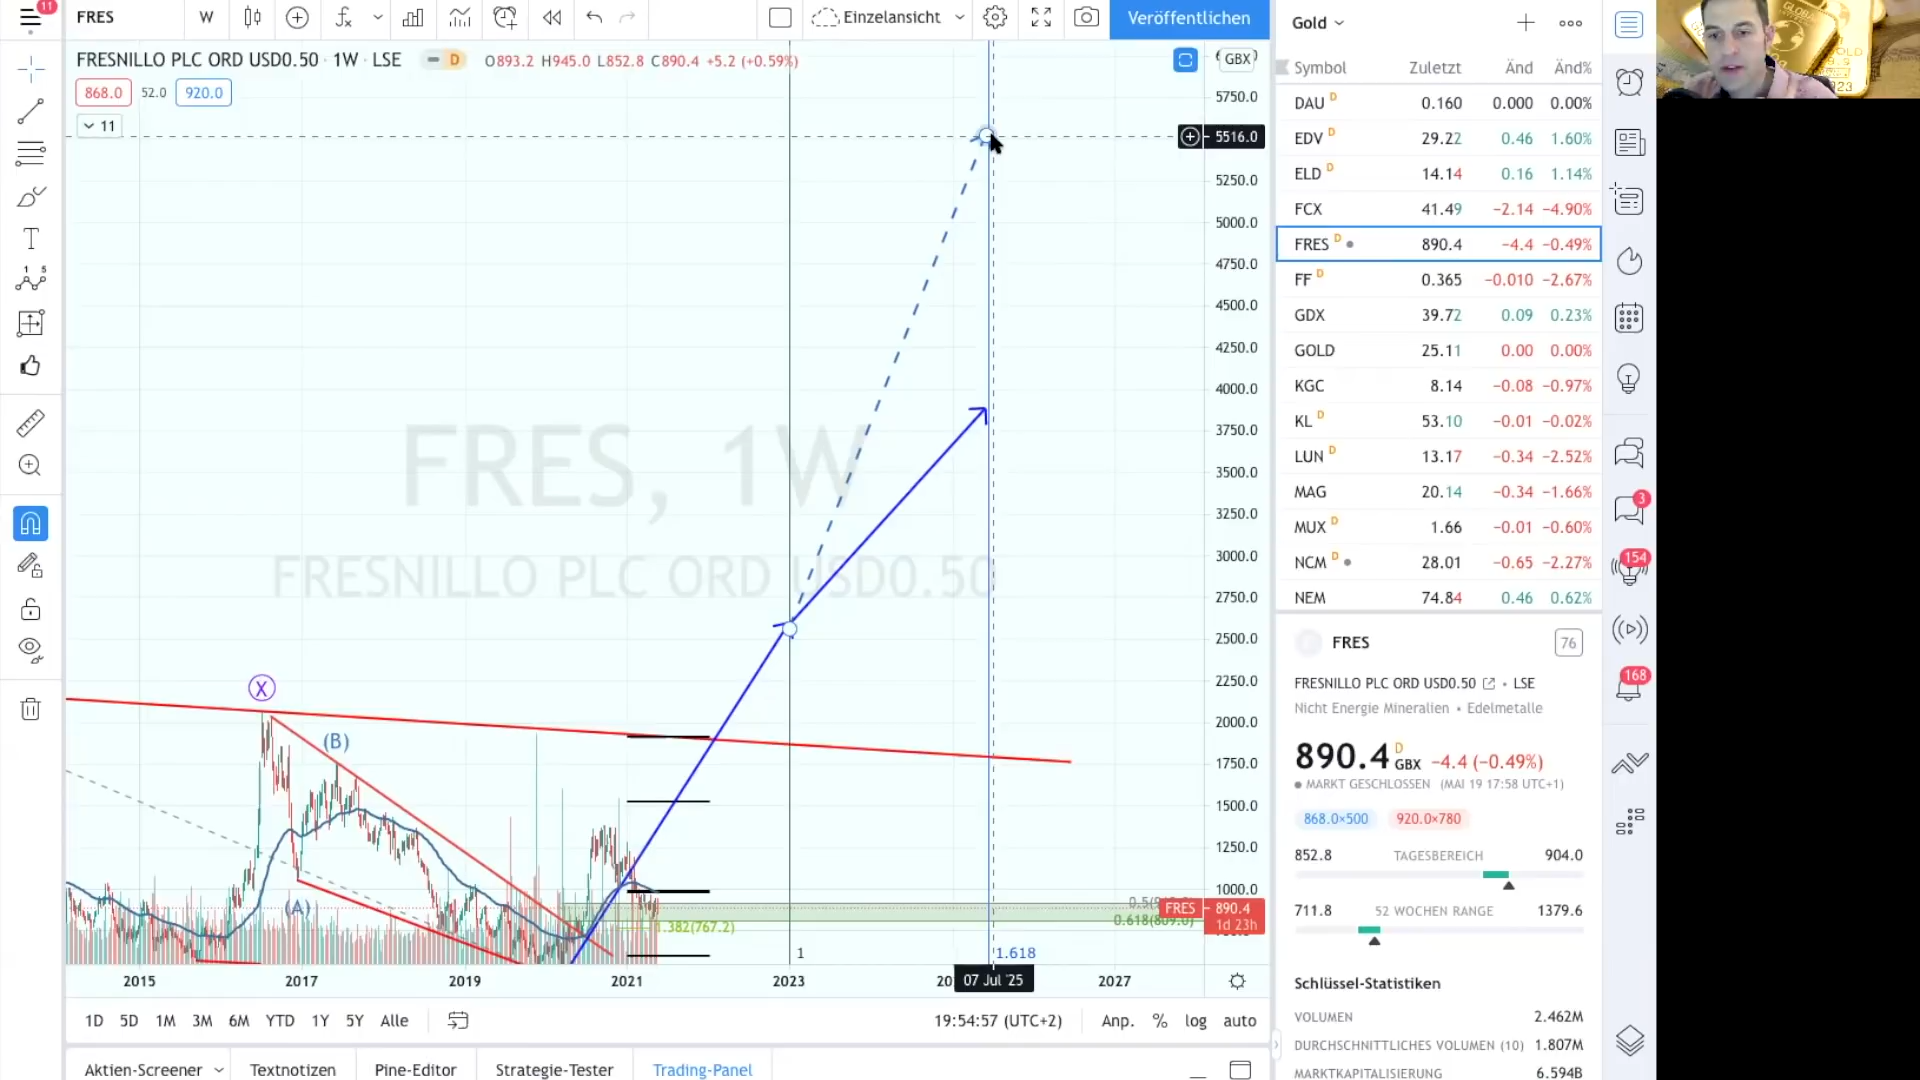 11
FRES
W
Einzelansicht
Veröffentlichen
FRESNILLO PLC ORD USD0.50 · 1W · LSE
D
O893.2 H945.0 L852.8 C890.4 +5.2 (+0.59%)
868.0
52.0
920.0
11
GBX
5750.0
5516.0
5250.0
5000.0
4750.0
4500.0
4250.0
4000.0
3750.0
3500.0
3250.0
3000.0
2750.0
2500.0
2250.0
2000.0
1750.0
1500.0
1250.0
1000.0
FRES, 1W
FRESNILLO PLC ORD USD0.50
X
(B)
(A)
1.382(767.2)
0.618(809.0)
FRES
890.4
1d 23h
1
1.618
2015
2017
2019
2021
2023
07 Jul '25
2027
1D 5D 1M 3M 6M YTD 1Y 5Y Alle
19:54:57 (UTC+2)
Anp. % log auto
Aktien-Screener
Textnotizen
Pine-Editor
Strategie-Tester
Trading-Panel
Gold
Symbol Zuletzt Änd Änd%
DAU D 0.160 0.000 0.00%
EDV D 29.22 0.46 1.60%
ELD D 14.14 0.16 1.14%
FCX 41.49 −2.14 −4.90%
FRES D 890.4 −4.4 −0.49%
FF D 0.365 −0.010 −2.67%
GDX 39.72 0.09 0.23%
GOLD 25.11 0.00 0.00%
KGC 8.14 −0.08 −0.97%
KL D 53.10 −0.01 −0.02%
LUN D 13.17 −0.34 −2.52%
MAG 20.14 −0.34 −1.66%
MUX D 1.66 −0.01 −0.60%
NCM D 28.01 −0.65 −2.27%
NEM 74.84 0.46 0.62%
FRES
76
FRESNILLO PLC ORD USD0.50 • LSE
Nicht Energie Mineralien • Edelmetalle
890.4 D GBX −4.4 (−0.49%)
MARKT GESCHLOSSEN (MAI 19 17:58 UTC+1)
868.0×500
920.0×780
852.8 TAGESBEREICH 904.0
711.8 52 WOCHEN RANGE 1379.6
Schlüssel-Statistiken
VOLUMEN 2.462M
DURCHSCHNITTLICHES VOLUMEN (10) 1.807M
MARKTKAPITALISIERUNG 6.594B
3
154
168